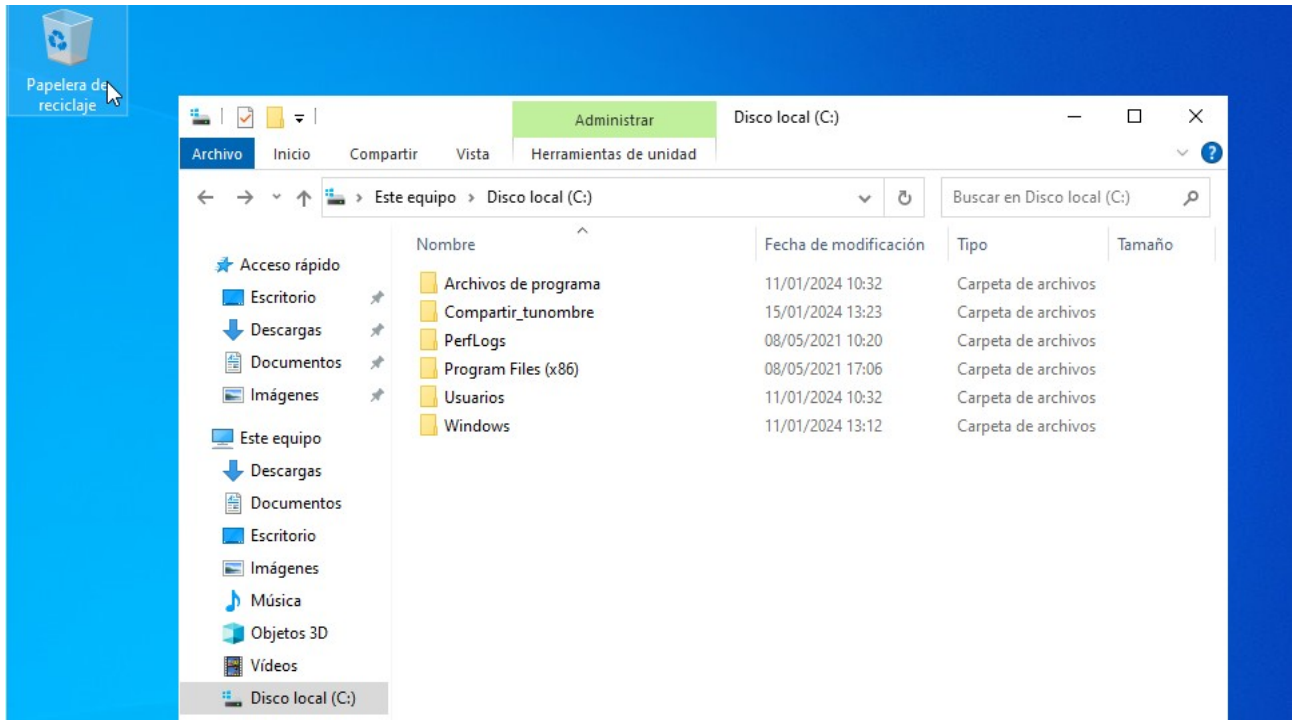 Papelera de
reciclaje
Administrar
Disco local (C:)
Archivo Inicio Compartir Vista Herramientas de unidad
Este equipo Disco local (C:)
Buscar en Disco local (C:)
Nombre Fecha de modificación Tipo Tamaño
Acceso rápido
Escritorio
Descargas
Documentos
Imágenes
Este equipo
Descargas
Documentos
Escritorio
Imágenes
Música
Objetos 3D
Vídeos
Disco local (C:)
Archivos de programa 11/01/2024 10:32 Carpeta de archivos
Compartir_tunombre 15/01/2024 13:23 Carpeta de archivos
PerfLogs 08/05/2021 10:20 Carpeta de archivos
Program Files (x86) 08/05/2021 17:06 Carpeta de archivos
Usuarios 11/01/2024 10:32 Carpeta de archivos
Windows 11/01/2024 13:12 Carpeta de archivos